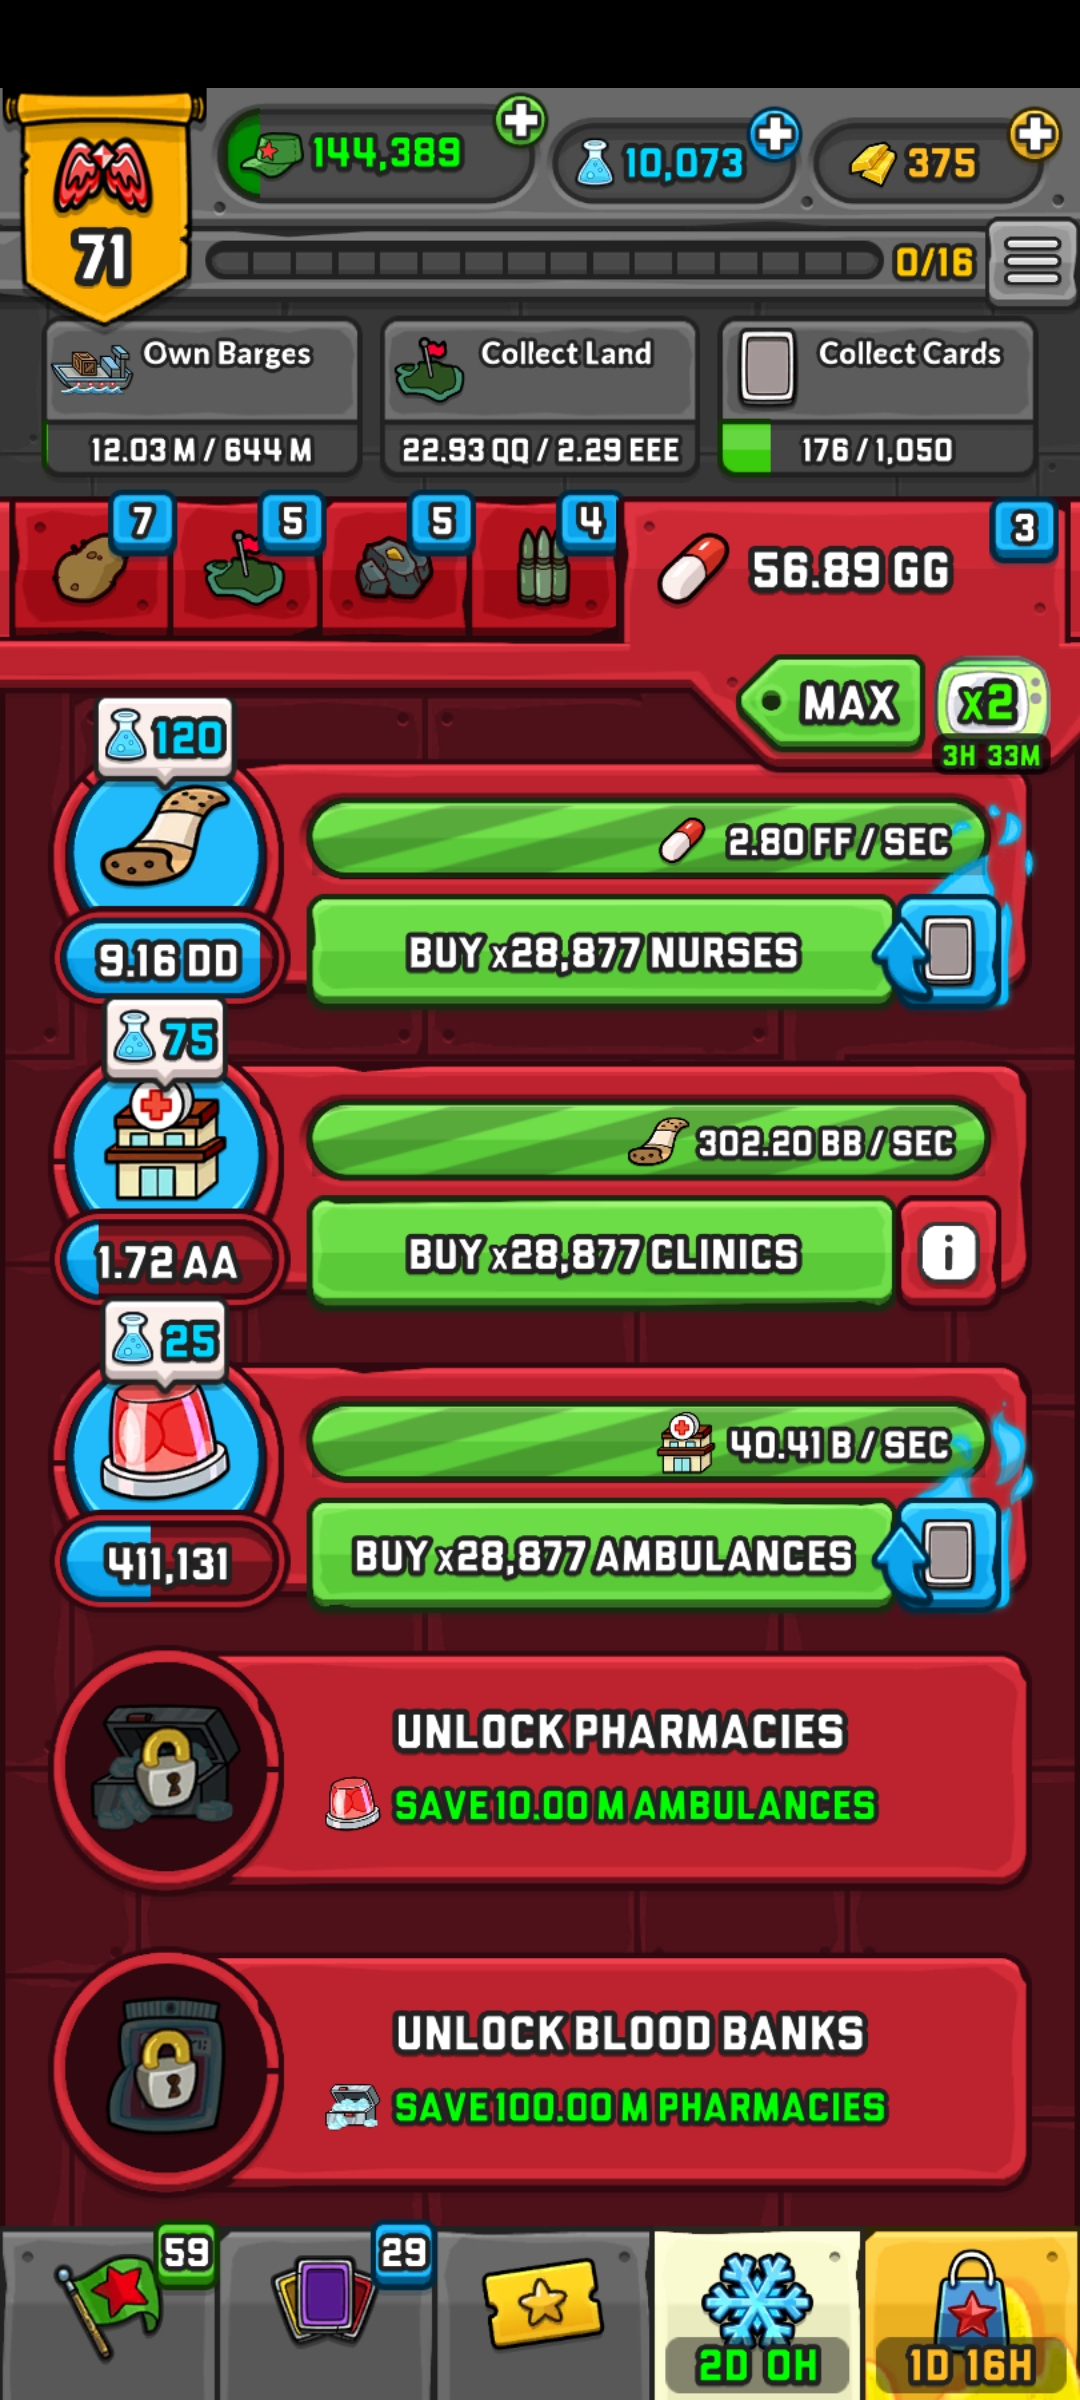 71
144,389
10,073
375
0/16
Own Barges
12.03 M / 644 M
Collect Land
22.93 QQ / 2.29 EEE
Collect Cards
176 / 1,050
7
5
5
4
56.89 GG
3
MAX
x2
3H 33M
120
2.80 FF / SEC
9.16 DD
BUY x28,877 NURSES
75
302.20 BB / SEC
1.72 AA
BUY x28,877 CLINICS
i
25
40.41 B / SEC
411,131
BUY x28,877 AMBULANCES
UNLOCK PHARMACIES
SAVE 10.00 M AMBULANCES
UNLOCK BLOOD BANKS
SAVE 100.00 M PHARMACIES
59
29
2D 0H
1D 16H